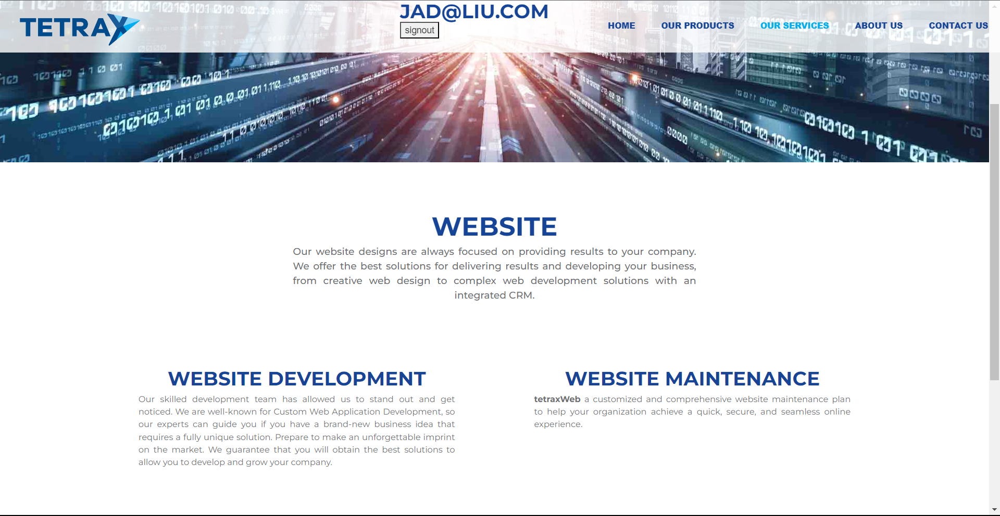 TETRAX
JAD@LIU.COM
signout
HOME
OUR PRODUCTS
OUR SERVICES
ABOUT US
CONTACT US
WEBSITE
Our website designs are always focused on providing results to your company.
We offer the best solutions for delivering results and developing your business,
from creative web design to complex web development solutions with an
integrated CRM.
WEBSITE DEVELOPMENT
Our skilled development team has allowed us to stand out and get
noticed. We are well-known for Custom Web Application Development, so
our experts can guide you if you have a brand-new business idea that
requires a fully unique solution. Prepare to make an unforgettable imprint
on the market. We guarantee that you will obtain the best solutions to
allow you to develop and grow your company.
WEBSITE MAINTENANCE
tetraxWeb a customized and comprehensive website maintenance plan
to help your organization achieve a quick, secure, and seamless online
experience.